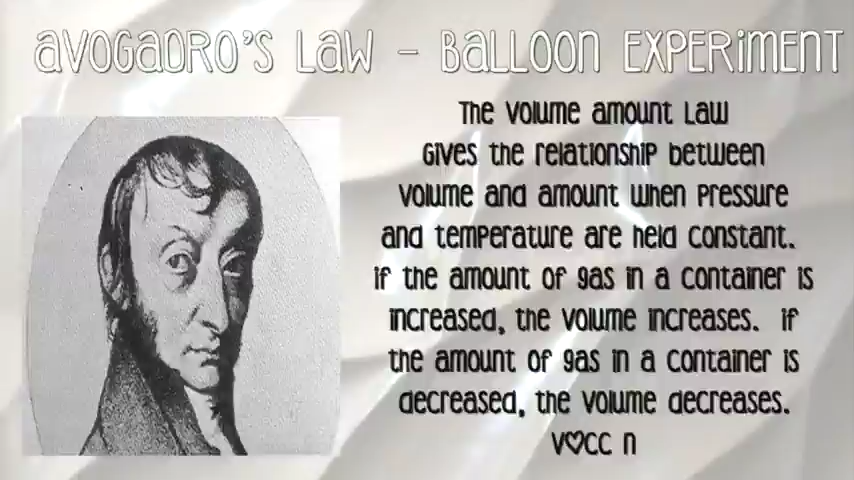 AVOGADRO'S LAW - BALLOON EXPERIMENT
The volume amount law
gives the relationship between
volume and amount when pressure
and temperature are held constant.
If the amount of gas in a container is
increased, the volume increases. If
the amount of gas in a container is
decreased, the volume decreases.
V♡CC n